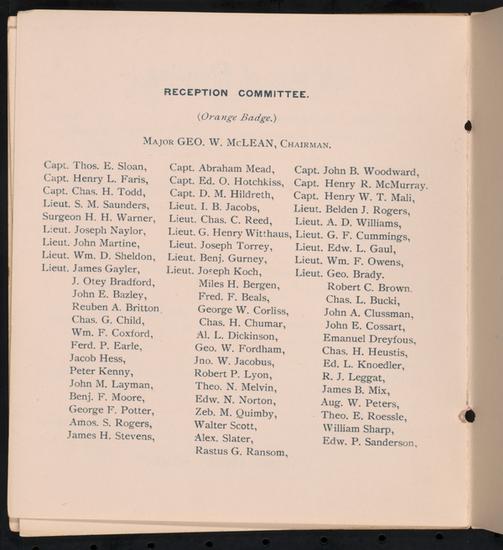 RECEPTION COMMITTEE.
(Orange Badge.)
MAJOR GEO. W. McLEAN, CHAIRMAN.
Capt. Thos. E. Sloan,
Capt. Henry L. Faris,
Capt. Chas. H. Todd,
Lieut. S. M. Saunders,
Surgeon H. H. Warner,
Lieut. Joseph Naylor,
Lieut. John Martine,
Lieut. Wm. D. Sheldon,
Lieut. James Gayler,
J. Otey Bradford,
John E. Bazley,
Reuben A. Britton
Chas. G. Child,
Wm. F. Coxford,
Ferd. P. Earle,
Jacob Hess,
Peter Kenny,
John M. Layman,
Benj. F. Moore,
George F. Potter,
Amos. S. Rogers,
James H. Stevens,
Capt. Abraham Mead,
Capt. Ed. O. Hotchkiss,
Capt. D. M. Hildreth,
Lieut. I. B. Jacobs,
Lieut. Chas. C. Reed,
Lieut. G. Henry Witthaus,
Lieut. Joseph Torrey,
Lieut. Benj. Gurney,
Lieut. Joseph Koch,
Miles H. Bergen,
Fred. F. Beals,
George W. Corliss,
Chas. H. Chumar,
Al. L. Dickinson,
Geo. W. Fordham,
Jno. W. Jacobus,
Robert P. Lyon,
Theo. N. Melvin,
Edw. N. Norton,
Zeb. M. Quimby,
Walter Scott,
Alex. Slater,
Rastus G. Ransom,
Capt. John B. Woodward,
Capt. Henry R. McMurray.
Capt. Henry W. T. Mali,
Lieut. Belden J. Rogers,
Lieut. A. D. Williams,
Lieut. G. F. Cummings,
Lieut. Edw. L. Gaul,
Lieut. Wm. F. Owens,
Lieut. Geo. Brady.
Robert C. Brown.
Chas. L. Bucki,
John A. Clussman,
John E. Cossart,
Emanuel Dreyfous,
Chas. H. Heustis,
Ed. L. Knoedler,
R. J. Leggat,
James B. Mix,
Aug. W. Peters,
Theo. E. Roessle,
William Sharp,
Edw. P. Sanderson,